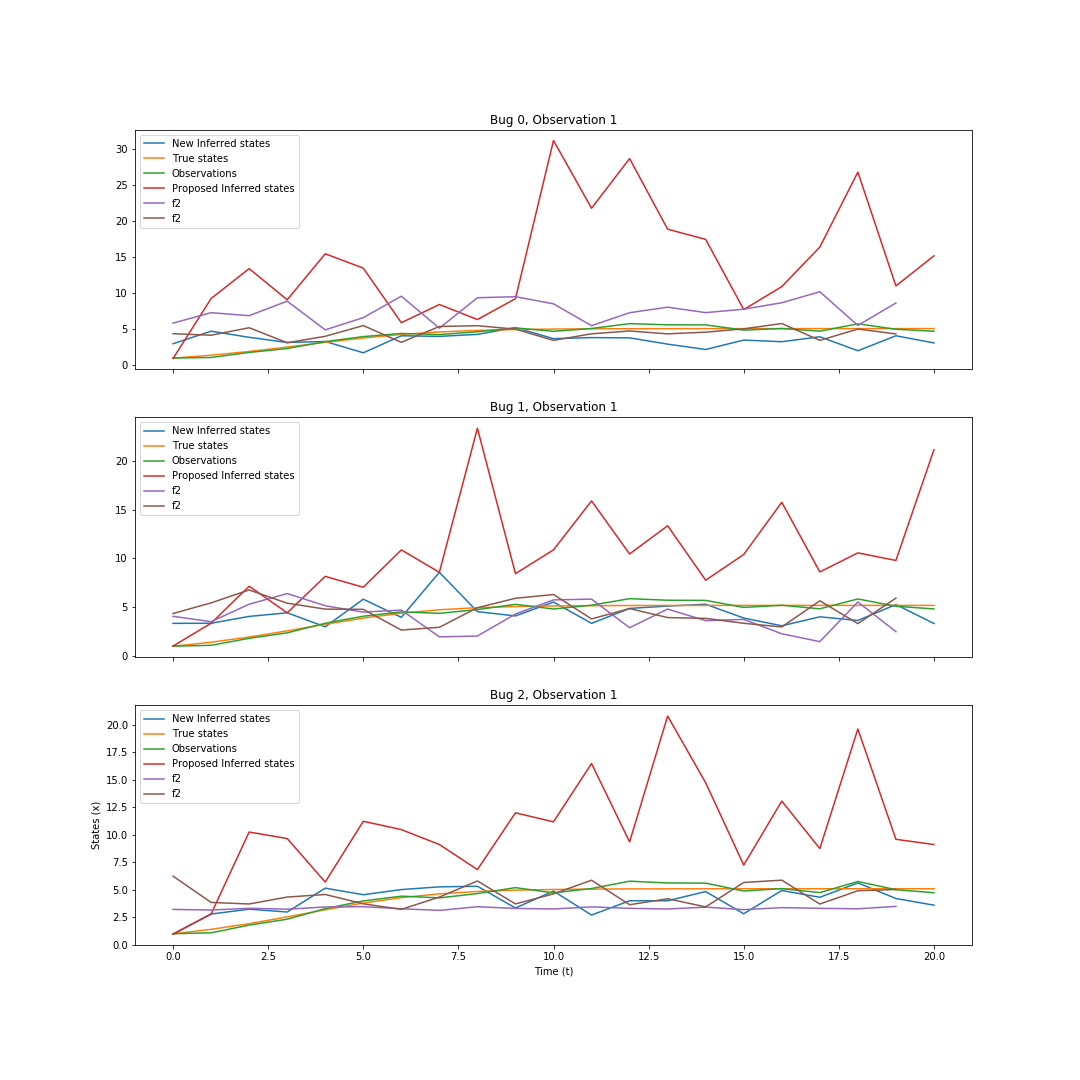 Bug 0, Observation 1
New Inferred states
True states
Observations
Proposed Inferred states
f2
f2
30
25
20
15
10
5
0
Bug 1, Observation 1
New Inferred states
True states
Observations
Proposed Inferred states
f2
f2
20
15
10
5
0
Bug 2, Observation 1
New Inferred states
True states
Observations
Proposed Inferred states
f2
f2
States (x)
20.0
17.5
15.0
12.5
10.0
7.5
5.0
2.5
0.0
0.0 2.5 5.0 7.5 10.0 12.5 15.0 17.5 20.0
Time (t)